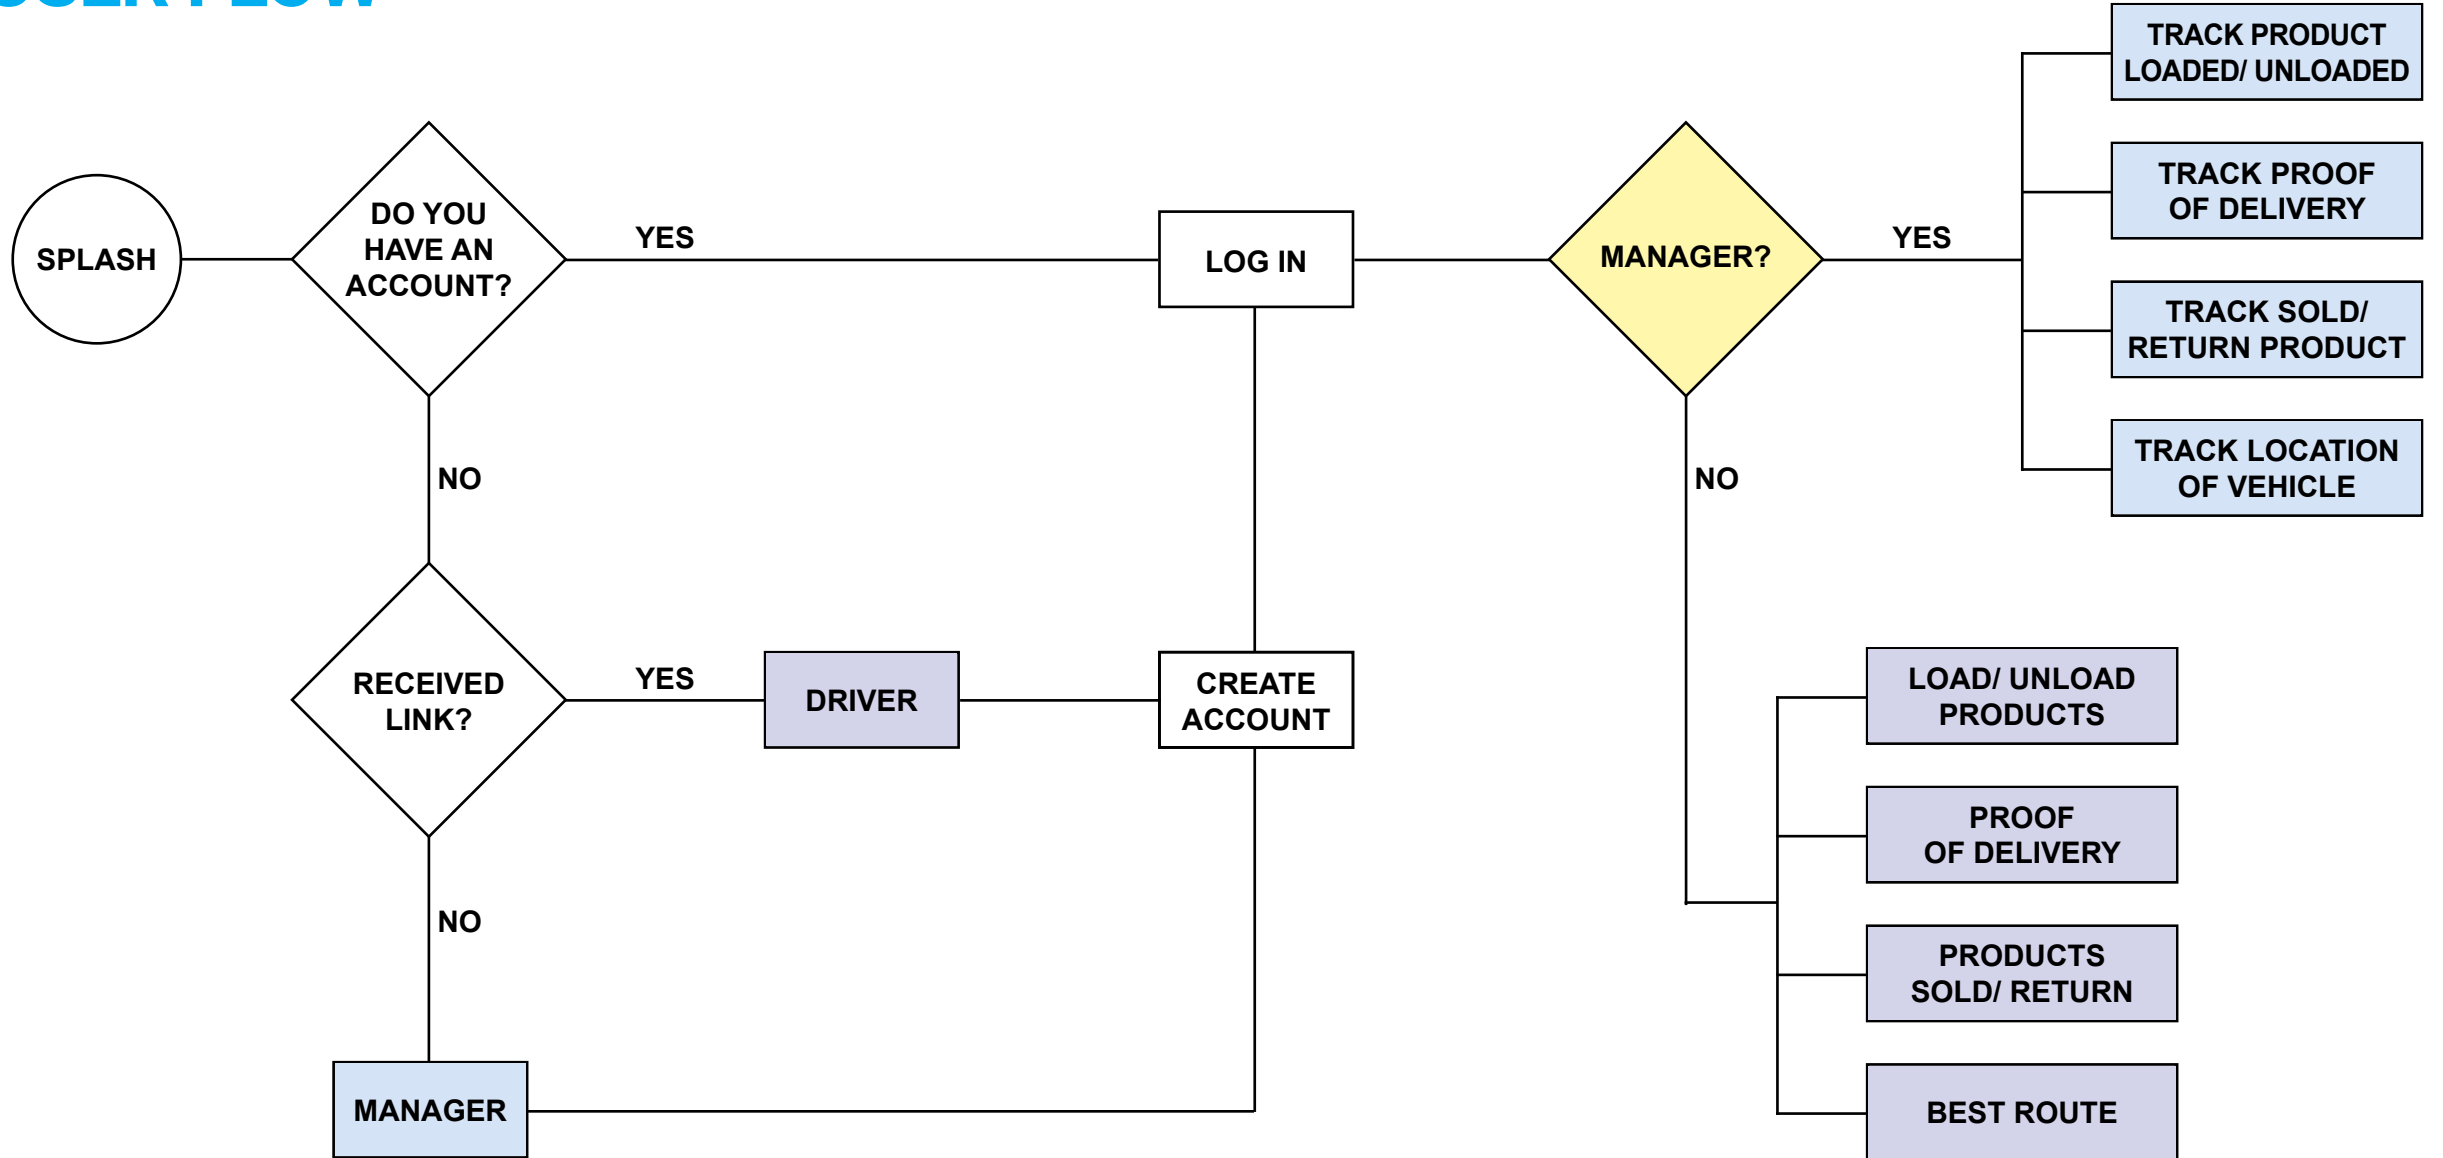 USER FLOW
TRACK PRODUCT
LOADED/ UNLOADED
TRACK PROOF
OF DELIVERY
DO YOU
HAVE AN
ACCOUNT?
YES
SPLASH
LOG IN
MANAGER?
YES
TRACK SOLD/
RETURN PRODUCT
TRACK LOCATION
OF VEHICLE
NO
NO
RECEIVED
LINK?
YES
DRIVER
CREATE
ACCOUNT
LOAD/ UNLOAD
PRODUCTS
PROOF
OF DELIVERY
NO
PRODUCTS
SOLD/ RETURN
MANAGER
BEST ROUTE